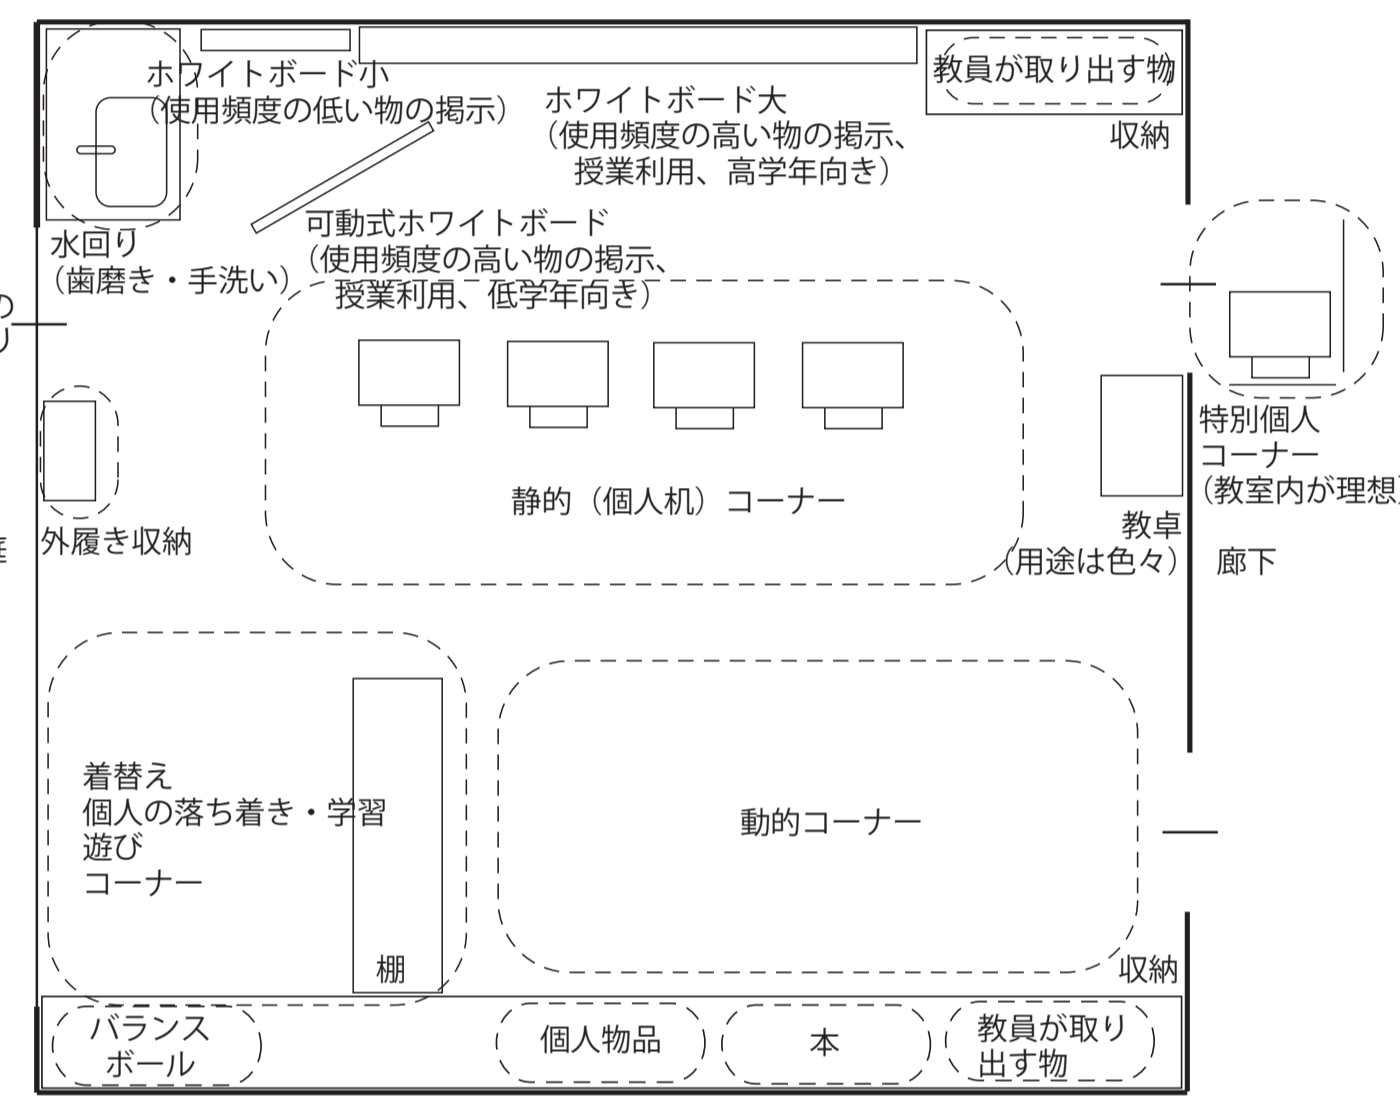 ホワイトボード小
（使用頻度の低い物の掲示）
ホワイトボード大
（使用頻度の高い物の掲示、
授業利用、高学年向き）
教員が取り出す物
収納
水回り
（歯磨き・手洗い）
可動式ホワイトボード
（使用頻度の高い物の掲示、
授業利用、低学年向き）
の
り
静的（個人机）コーナー
特別個人
コーナー
（教室内が理想）
外履き収納
庭
教卓
（用途は色々）
廊下
着替え
個人の落ち着き・学習
遊び
コーナー
動的コーナー
棚
収納
バランス
ボール
個人物品
本
教員が取り
出す物